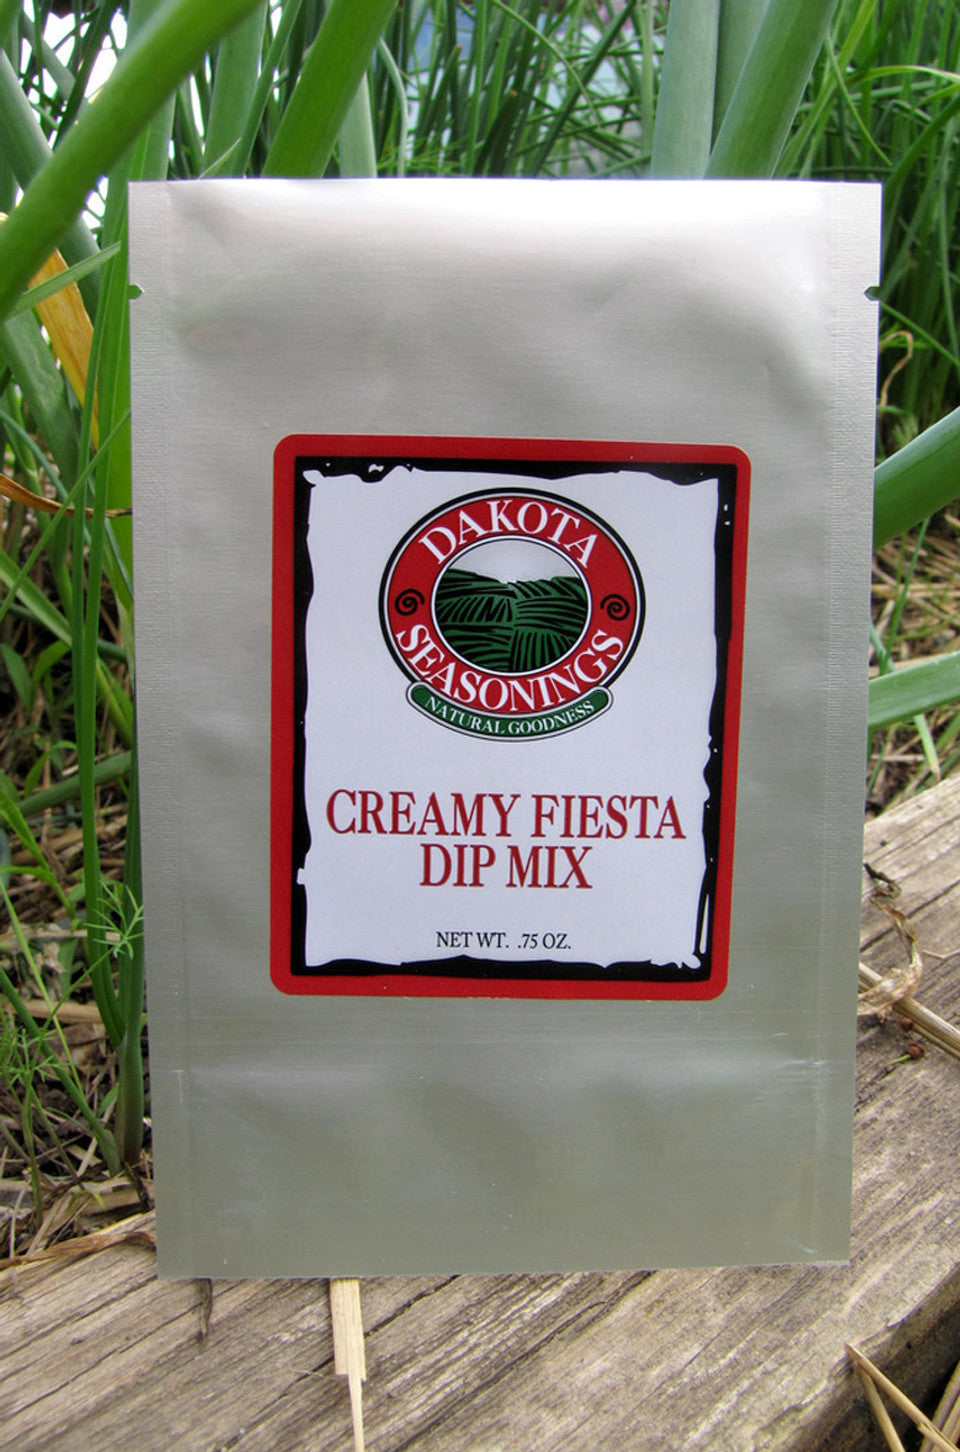 DAKOTA
SEASONINGS
NATURAL GOODNESS
CREAMY FIESTA
DIP MIX
NET WT. .75 OZ.